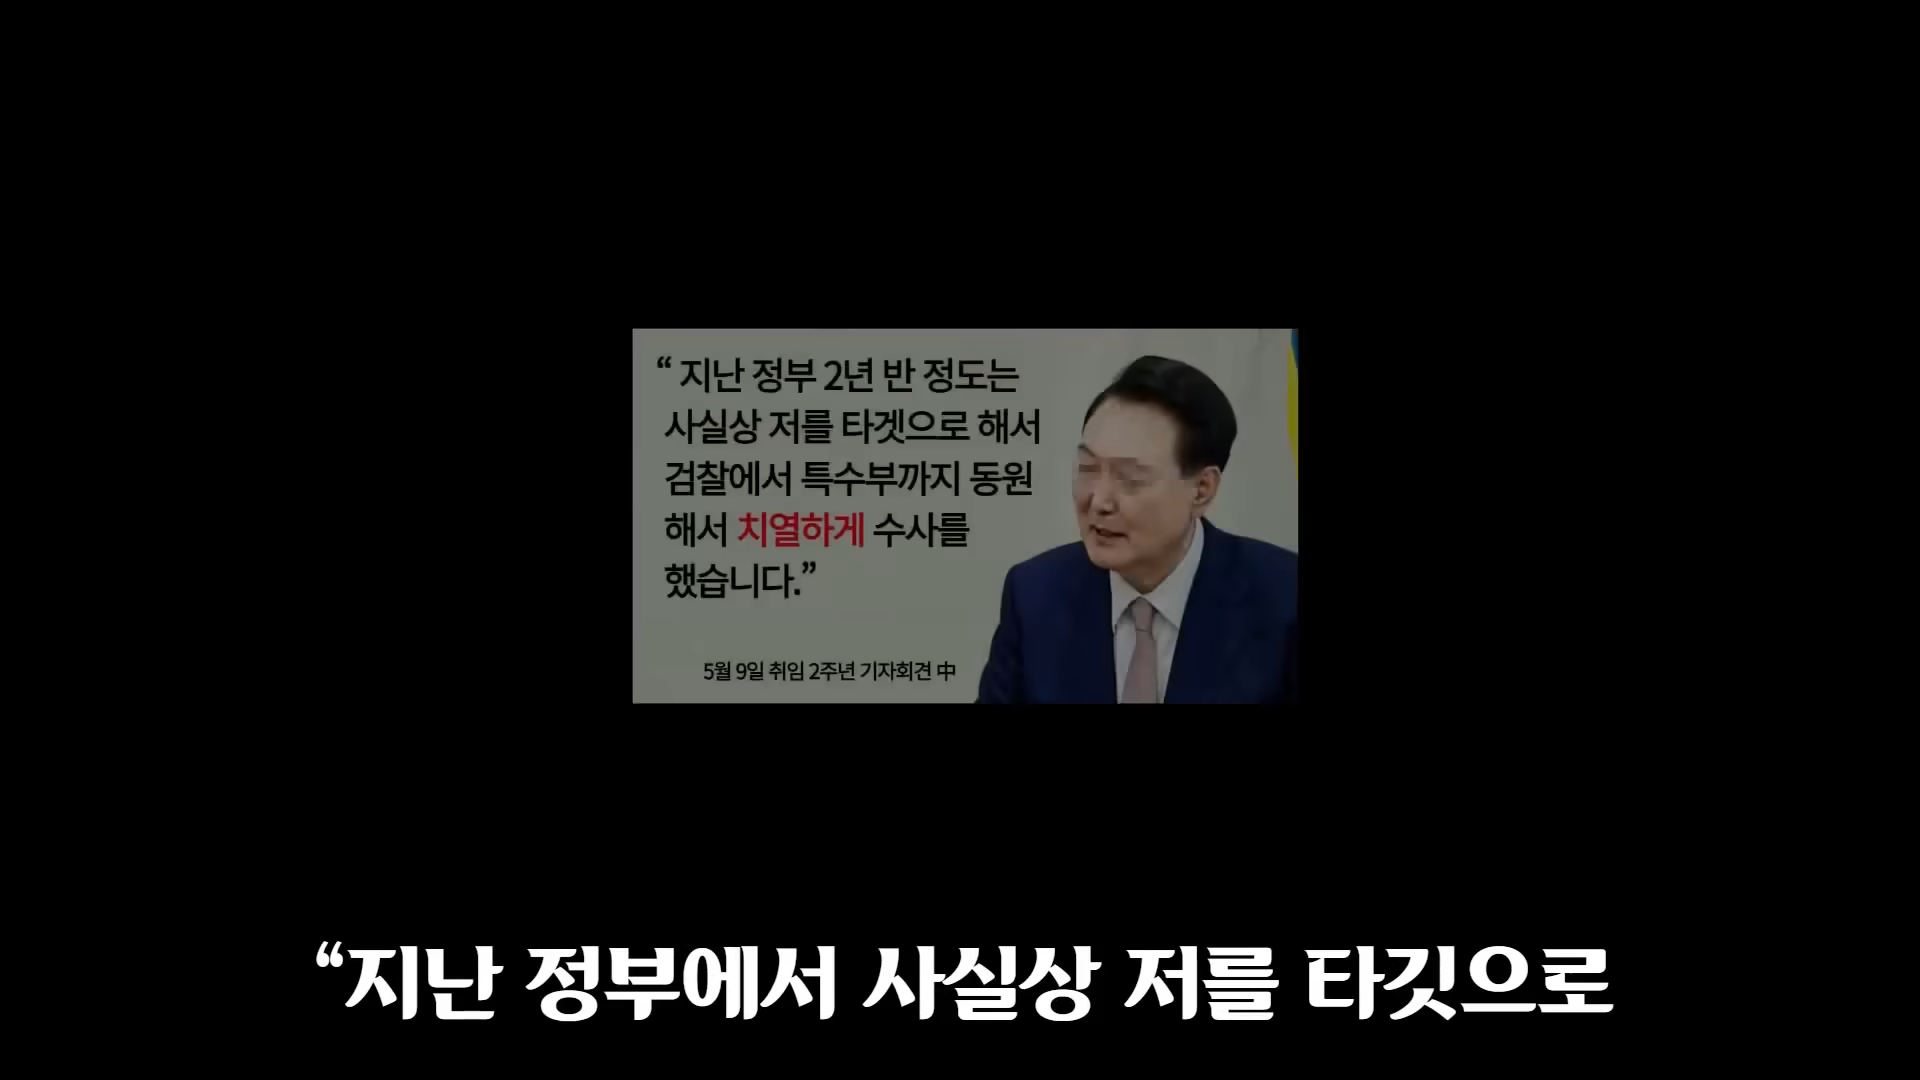 “ 지난 정부 2년 반 정도는
사실상 저를 타겟으로 해서
검찰에서 특수부까지 동원
해서 치열하게 수사를
했습니다.”
5월 9일 취임 2주년 기자회견 中
“지난 정부에서 사실상 저를 타깃으로